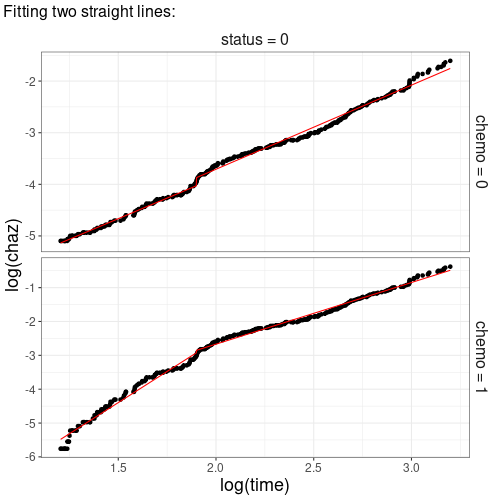 Fitting two straight lines:
status = 0
-2
-3
-4
-5
chemo = 0
log(chaz)
-1
-2
-3
-4
-5
-6
chemo = 1
1.5 2.0 2.5 3.0
log(time)